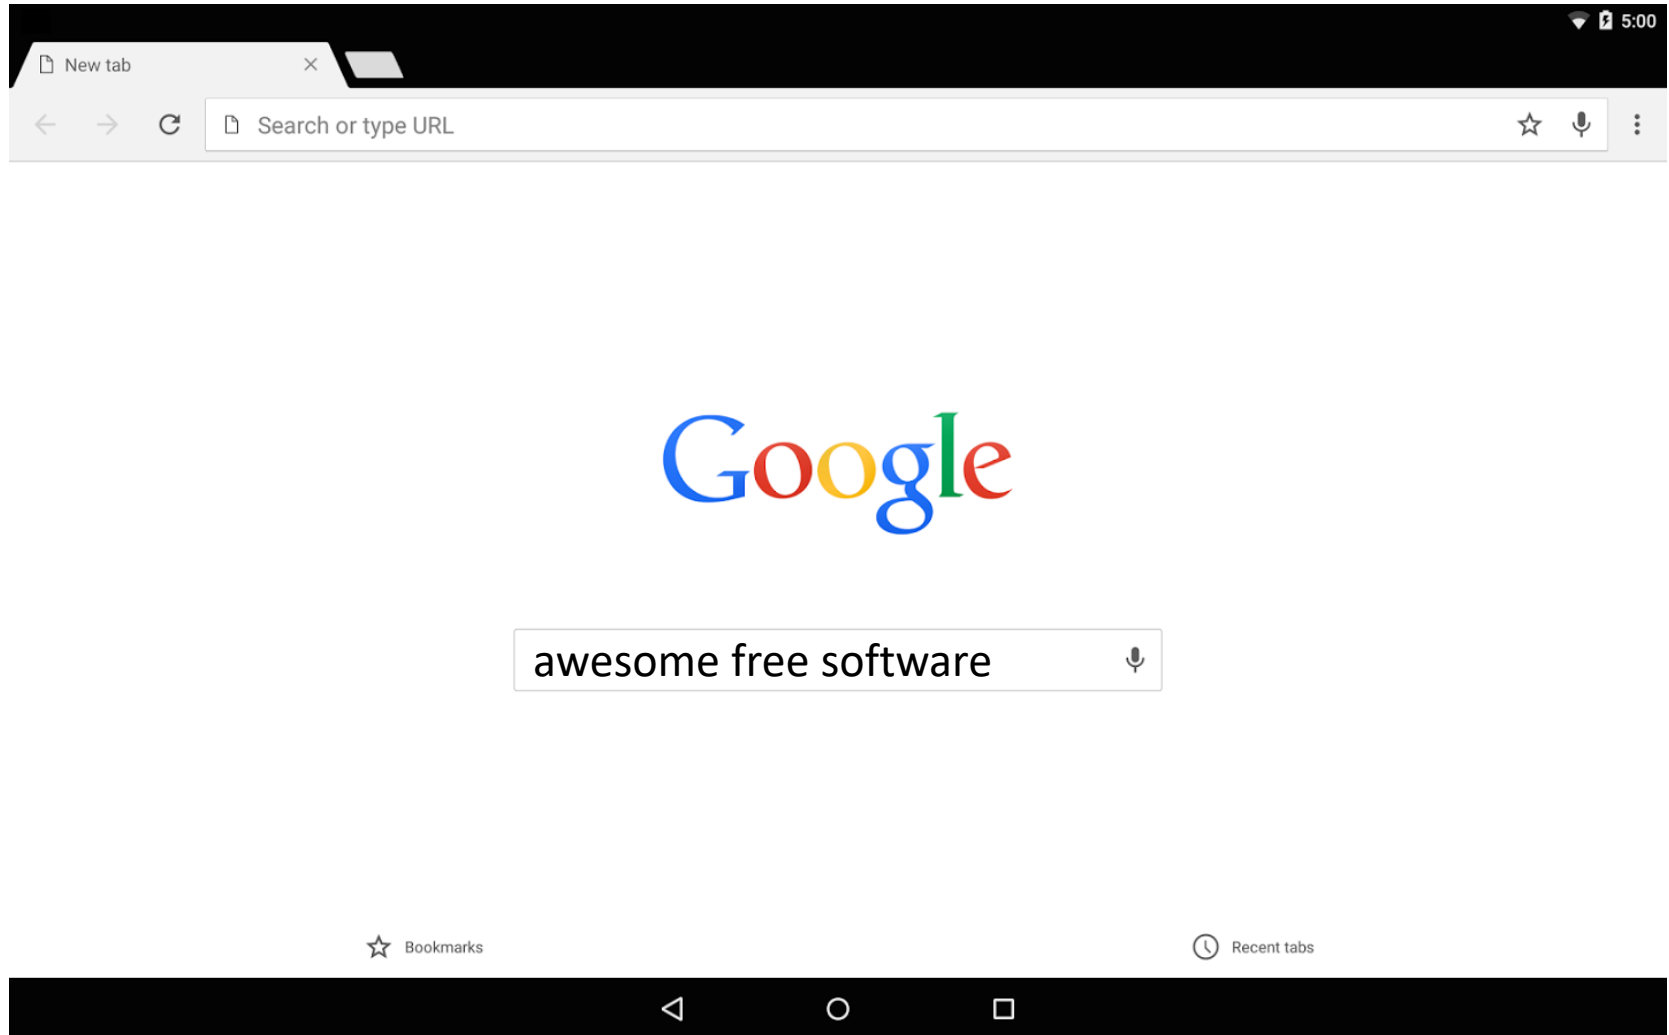 5:00
New tab
Search or type URL
Google
awesome free software
Bookmarks
Recent tabs